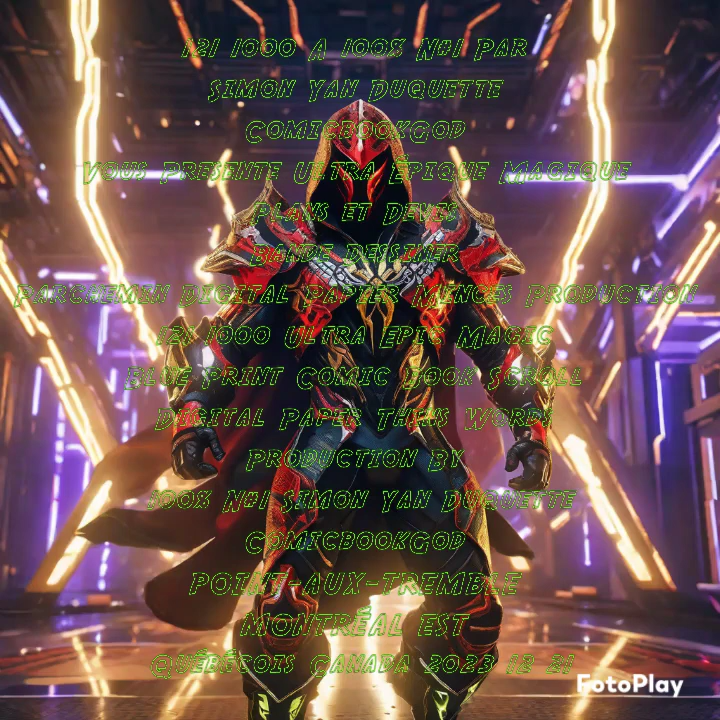 121 1000 A 100% N#1 PAR
SIMON YAN DUQUETTE
COMICBOOKGOD
VOUS PRESENTE ULTRA ÉPIQUE MAGIQUE
PLANS ET DEVIS
BANDE DESSINER
PARCHEMIN DIGITAL PAPIER MINCES PRODUCTION
121 1000 ULTRA EPIC MAGIC
BLUE PRINT COMIC BOOK SCROLL
DIGITAL PAPER THINS WORDS
PRODUCTION BY
100% N#1 SIMON YAN DUQUETTE
COMICBOOKGOD
POINT-AUX-TREMBLE
MONTRÉAL EST
QUÉBÉCOIS CANADA 2023 12 21
FotoPlay